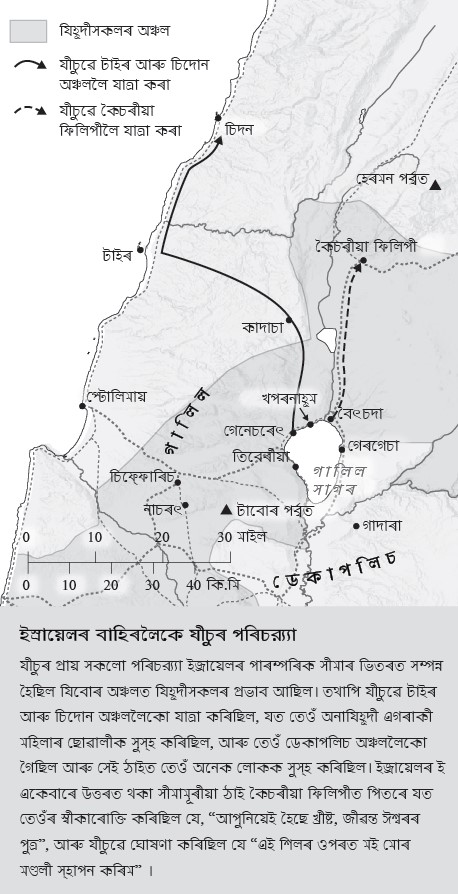 যিহূদীসকলৰ অঞ্চল
যীচুৱে টাইৰ আৰু চিদোন
অঞ্চললৈ যাত্ৰা কৰা
যীচুৱে কৈচৰীয়া
ফিলিপীলৈ যাত্ৰা কৰা
চিদন
হেৰমন পৰ্ব্বত
কৈচৰীয়া ফিলিপী
টাইৰ
কাদাচা
খপৰনাহূম
প্টোলিমায়
বৈৎচদা
গালিল
গেনেচৰেৎ
গেৰগেচা
তিবেৰীয়া
গালিল
সাগৰ
চিফ্ফোৰিচ
নাচৰৎ
টাবোৰ পৰ্ব্বত
গাদাৰা
0 10 20 30 মাইল
0 10 20 30 40 কি.মি
ডেকাপলিচ
ইস্ৰায়েলৰ বাহিৰলৈকে যীচুৰ পৰিচৰ্য্যা
যীচুৰ প্ৰায় সকলো পৰিচৰ্য্যা ইস্ৰায়েলৰ পাৰম্পৰিক সীমাৰ ভিতৰত সম্পন্ন
হৈছিল যিবোৰ অঞ্চলত যিহূদীসকলৰ প্ৰভাব আছিল। তথাপি যীচুৱে টাইৰ
আৰু চিদোন অঞ্চললৈকো যাত্ৰা কৰিছিল, যত তেওঁ অনাযিহূদী এগৰাকী
মহিলাৰ ছোৱালীক সুস্হ কৰিছিল, আৰু তেওঁ ডেকাপলিচ অঞ্চললৈকো
গৈছিল আৰু সেই ঠাইত তেওঁ অনেক লোকক সুস্হ কৰিছিল। ইস্ৰায়েলৰ ই
একেবাৰে উত্তৰত থকা সীমামূৰীয়া ঠাই কৈচৰীয়া ফিলিপীত পিতৰে যত
তেওঁৰ স্বীকাৰোক্তি কৰিছিল যে, “আপুনিয়েই হৈছে খ্ৰীষ্ট, জীৱন্ত ঈশ্বৰৰ
পুত্ৰ”, আৰু যীচুৱে ঘোষণা কৰিছিল যে “এই শিলৰ ওপৰত মই মোৰ
মণ্ডলী স্হাপন কৰিম” ।